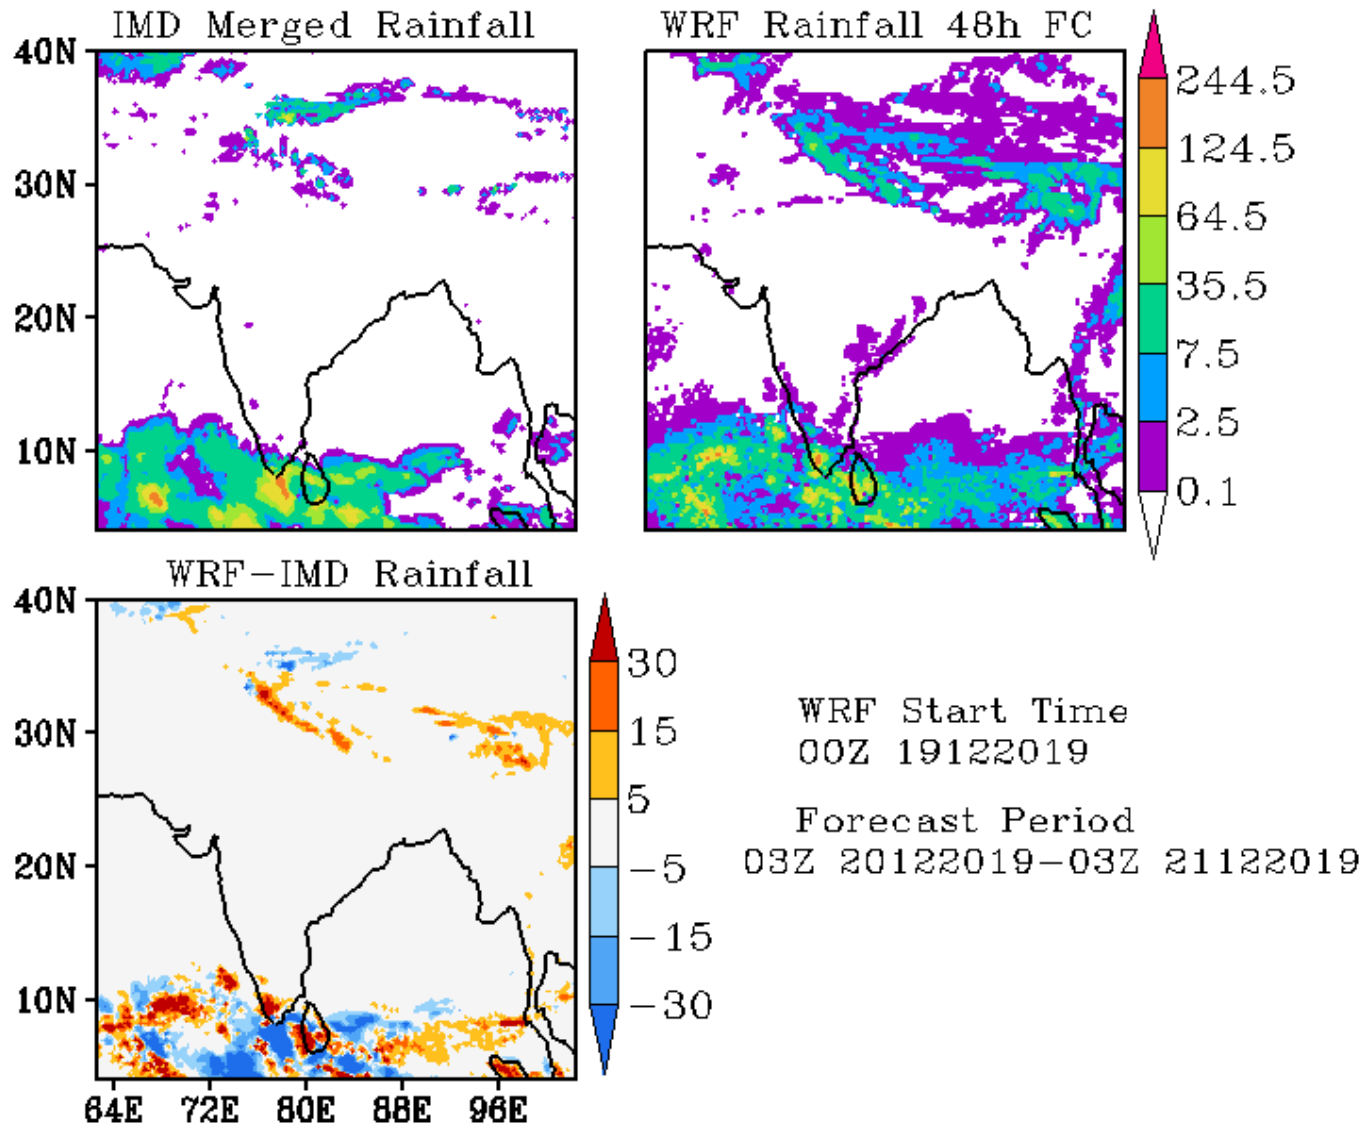 IMD Merged Rainfall
WRF Rainfall 48h FC
40N
30N
20N
10N
244.5
124.5
64.5
35.5
7.5
2.5
0.1
WRF-IMD Rainfall
40N
30N
20N
10N
64E 72E 80E 88E 96E
30
15
5
-5
-15
-30
WRF Start Time
00Z 19122019
Forecast Period
03Z 20122019-03Z 21122019